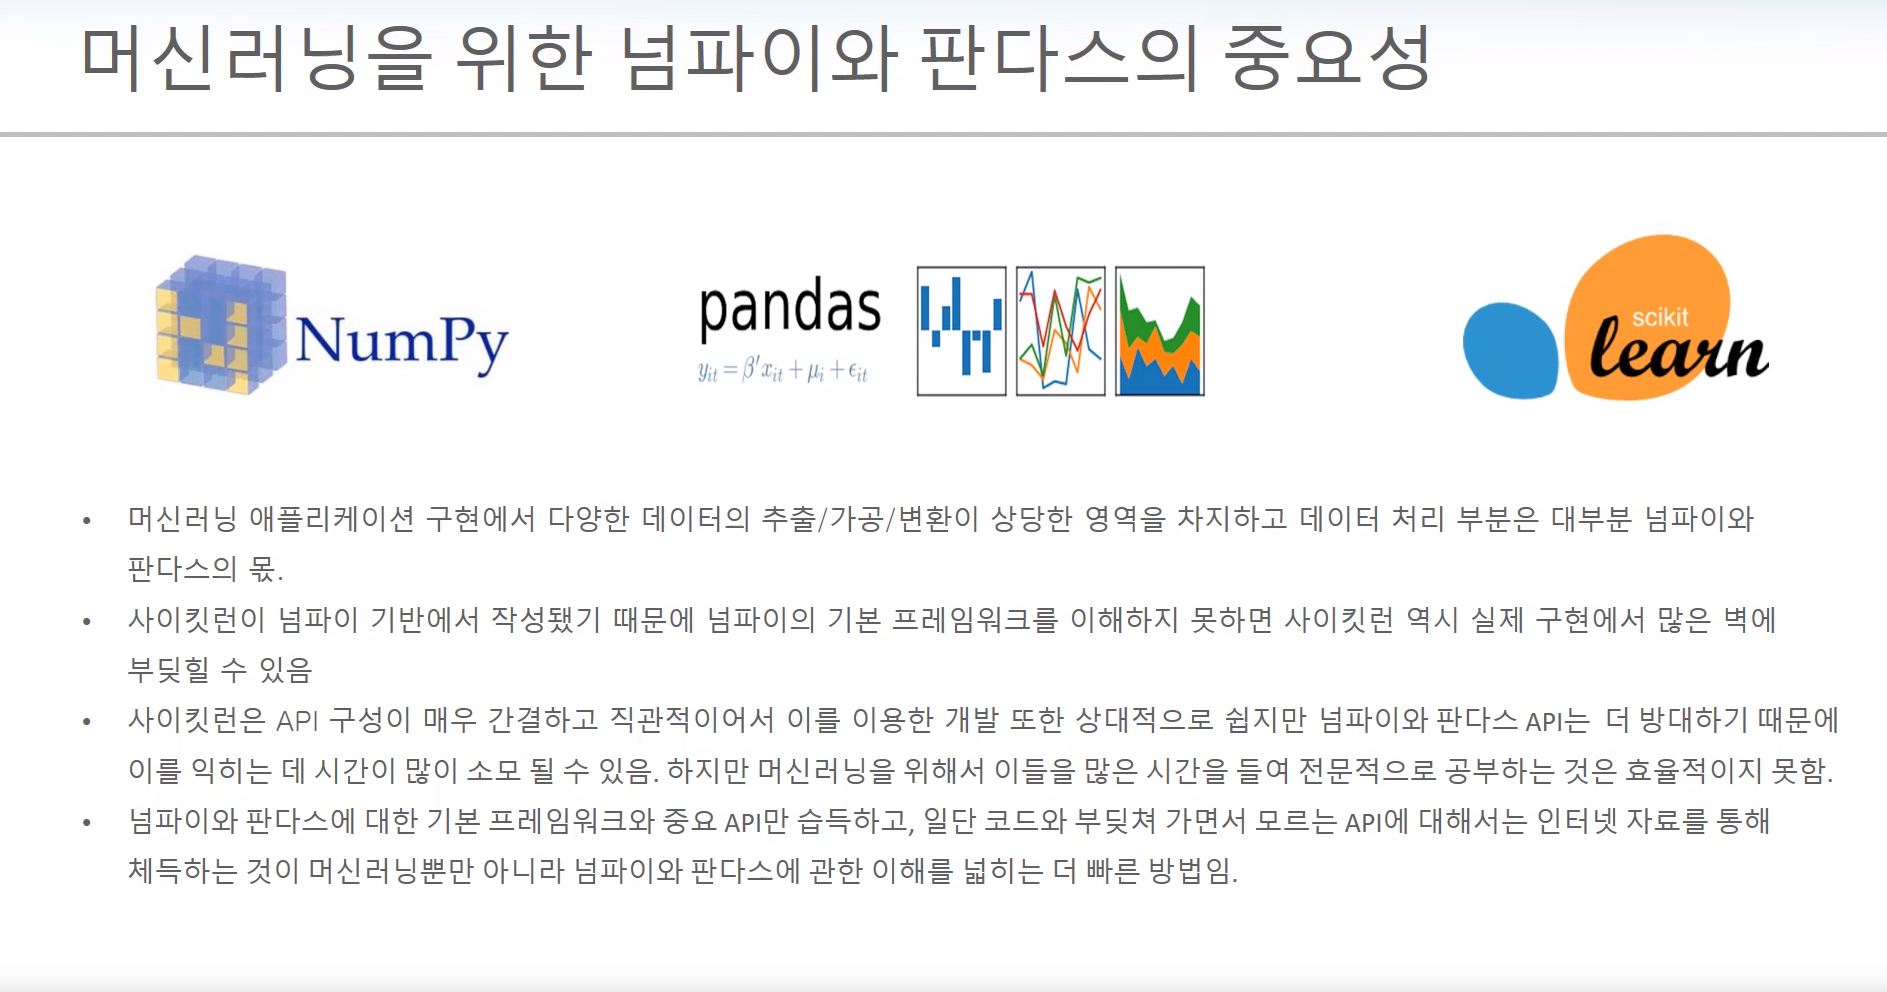 머신러닝을 위한 넘파이와 판다스의 중요성
NumPy
pandas
y_it = β′x_it + μ_i + ϵ_it
scikit
learn
• 머신러닝 애플리케이션 구현에서 다양한 데이터의 추출/가공/변환이 상당한 영역을 차지하고 데이터 처리 부분은 대부분 넘파이와
판다스의 몫.
• 사이킷런이 넘파이 기반에서 작성됐기 때문에 넘파이의 기본 프레임워크를 이해하지 못하면 사이킷런 역시 실제 구현에서 많은 벽에
부딪힐 수 있음
• 사이킷런은 API 구성이 매우 간결하고 직관적이어서 이를 이용한 개발 또한 상대적으로 쉽지만 넘파이와 판다스 API는 더 방대하기 때문에
이를 익히는 데 시간이 많이 소모 될 수 있음. 하지만 머신러닝을 위해서 이들을 많은 시간을 들여 전문적으로 공부하는 것은 효율적이지 못함.
• 넘파이와 판다스에 대한 기본 프레임워크와 중요 API만 습득하고, 일단 코드와 부딪쳐 가면서 모르는 API에 대해서는 인터넷 자료를 통해
체득하는 것이 머신러닝뿐만 아니라 넘파이와 판다스에 관한 이해를 넓히는 더 빠른 방법임.